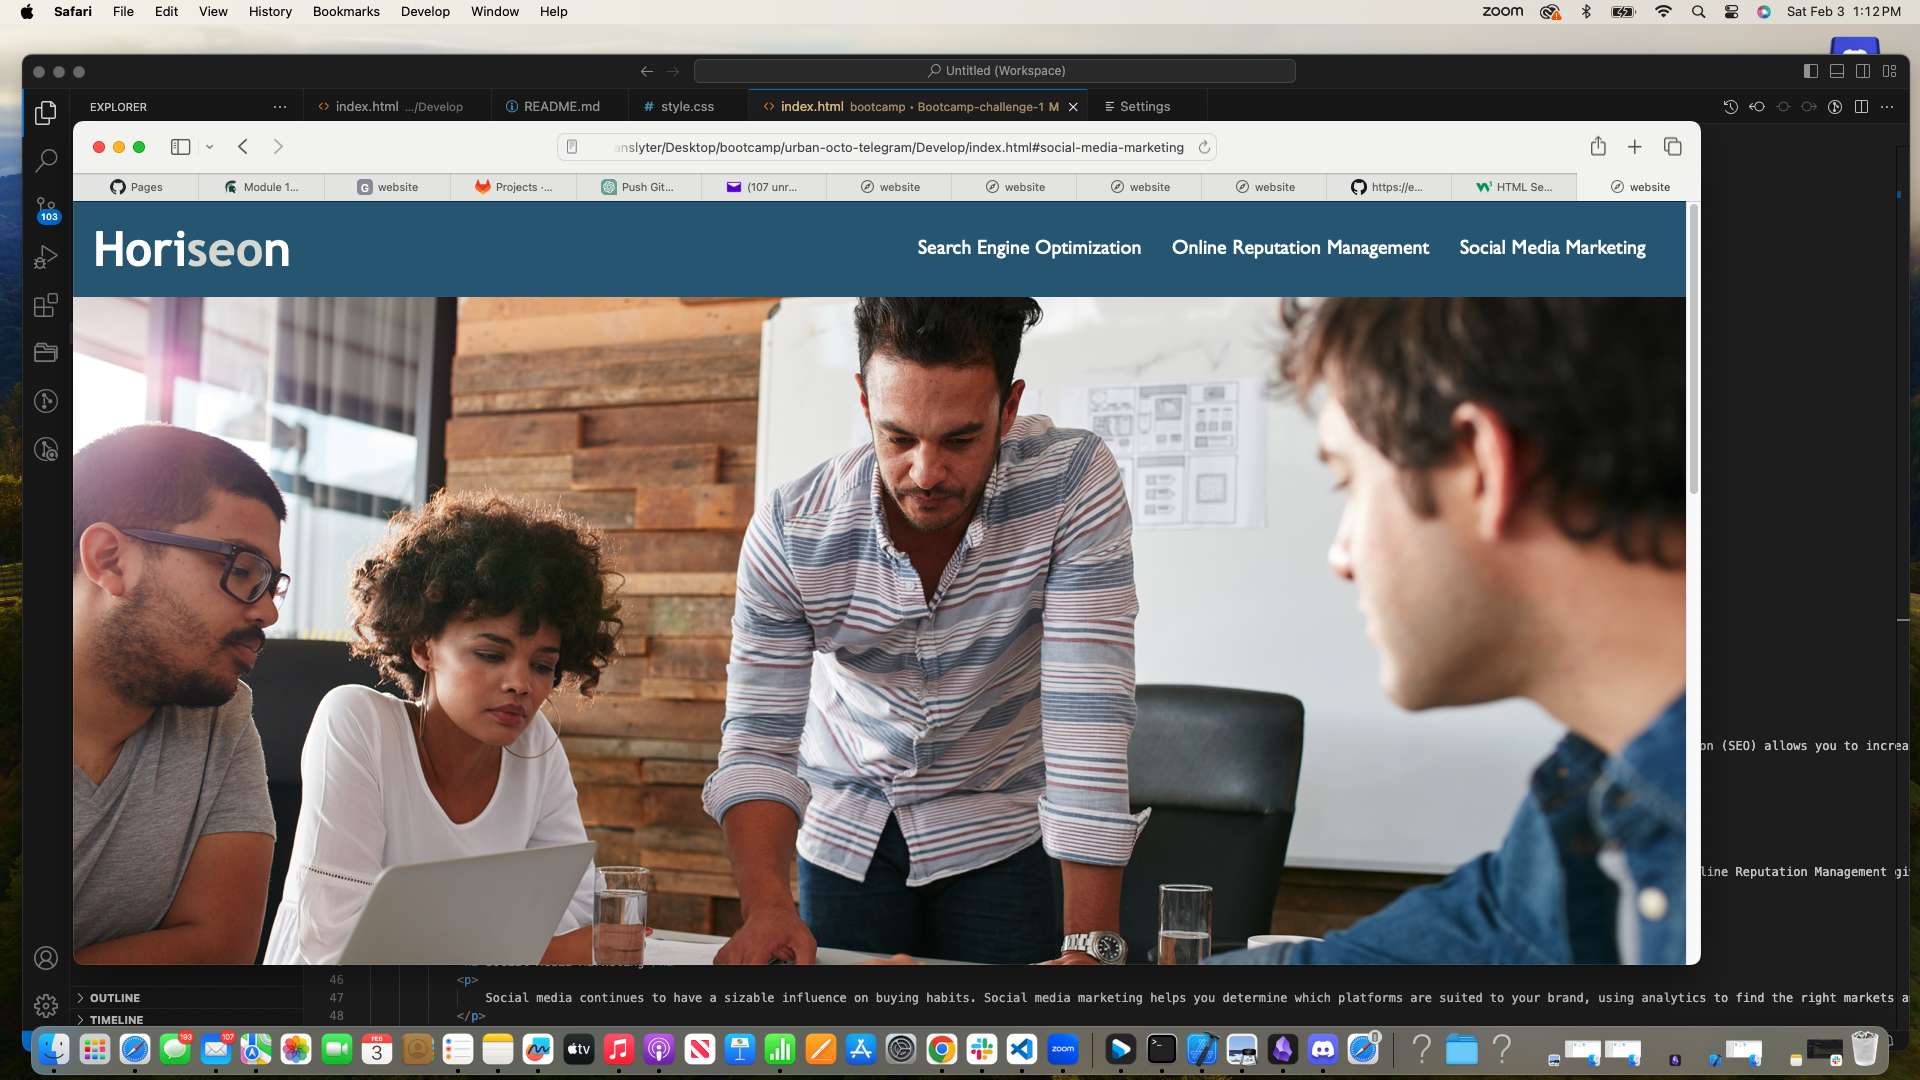 Safari File Edit View History Bookmarks Develop Window Help zoom Sat Feb 3 1:12 PM
Untitled (Workspace)
EXPLORER ··· index.html .../Develop README.md # style.css index.html bootcamp • Bootcamp-challenge-1 M Settings
anslyter/Desktop/bootcamp/urban-octo-telegram/Develop/index.html#social-media-marketing
Pages Module 1... website Projects ·... Push Git... (107 unr... website website website website https://e... HTML Se... website
103
Horiseon Search Engine Optimization Online Reputation Management Social Media Marketing
on (SEO) allows you to increa
line Reputation Management gi
46 <p>
47 Social media continues to have a sizable influence on buying habits. Social media marketing helps you determine which platforms are suited to your brand, using analytics to find the right markets a
48 </p>
OUTLINE
TIMELINE
193 107 FEB 3 tv zoom